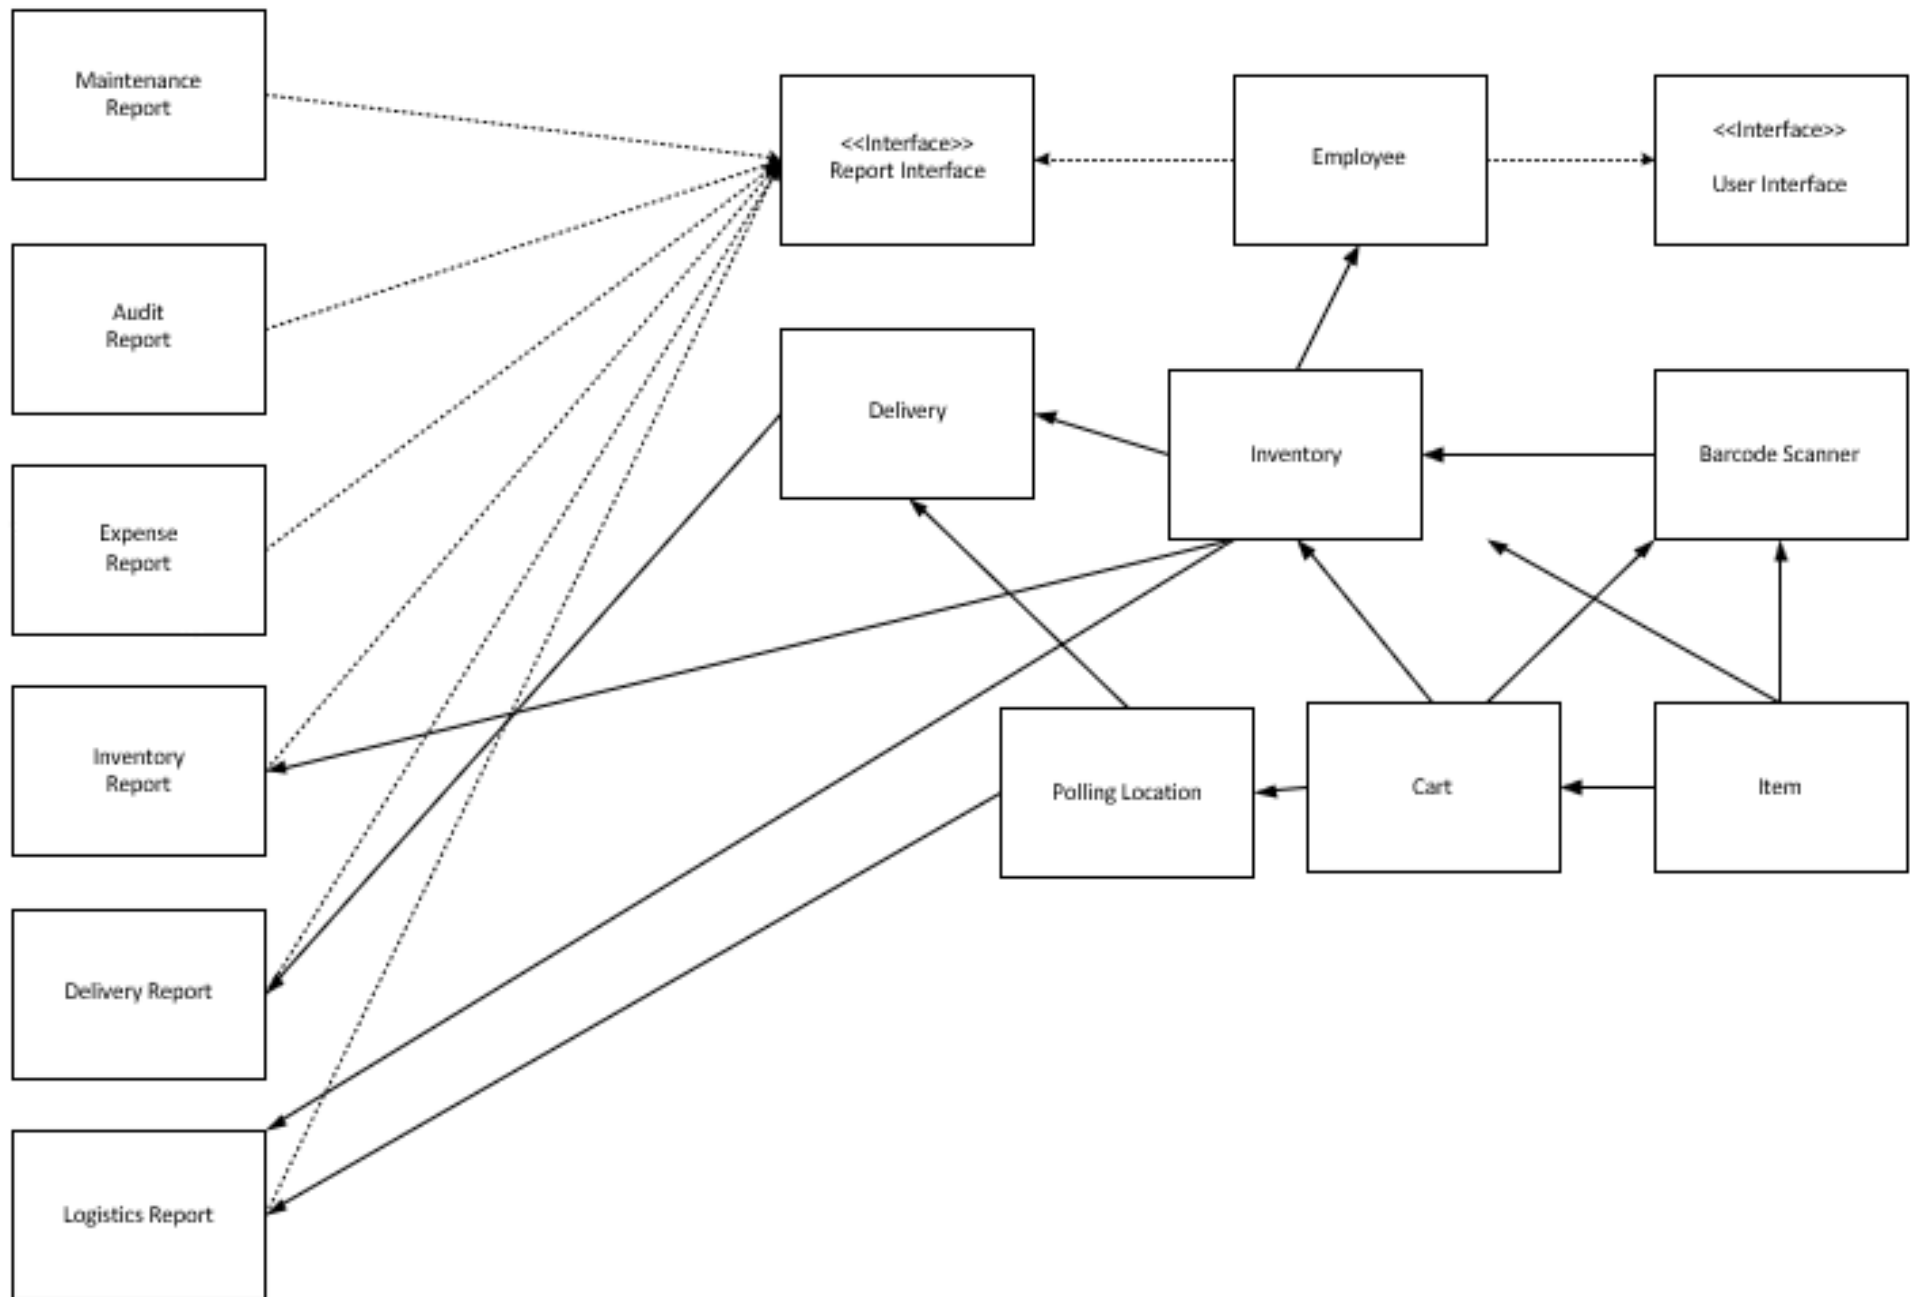 Maintenance
Report
<<Interface>>
Report Interface
Employee
<<Interface>>
User Interface
Audit
Report
Delivery
Inventory
Barcode Scanner
Expense
Report
Inventory
Report
Polling Location
Cart
Item
Delivery Report
Logistics Report